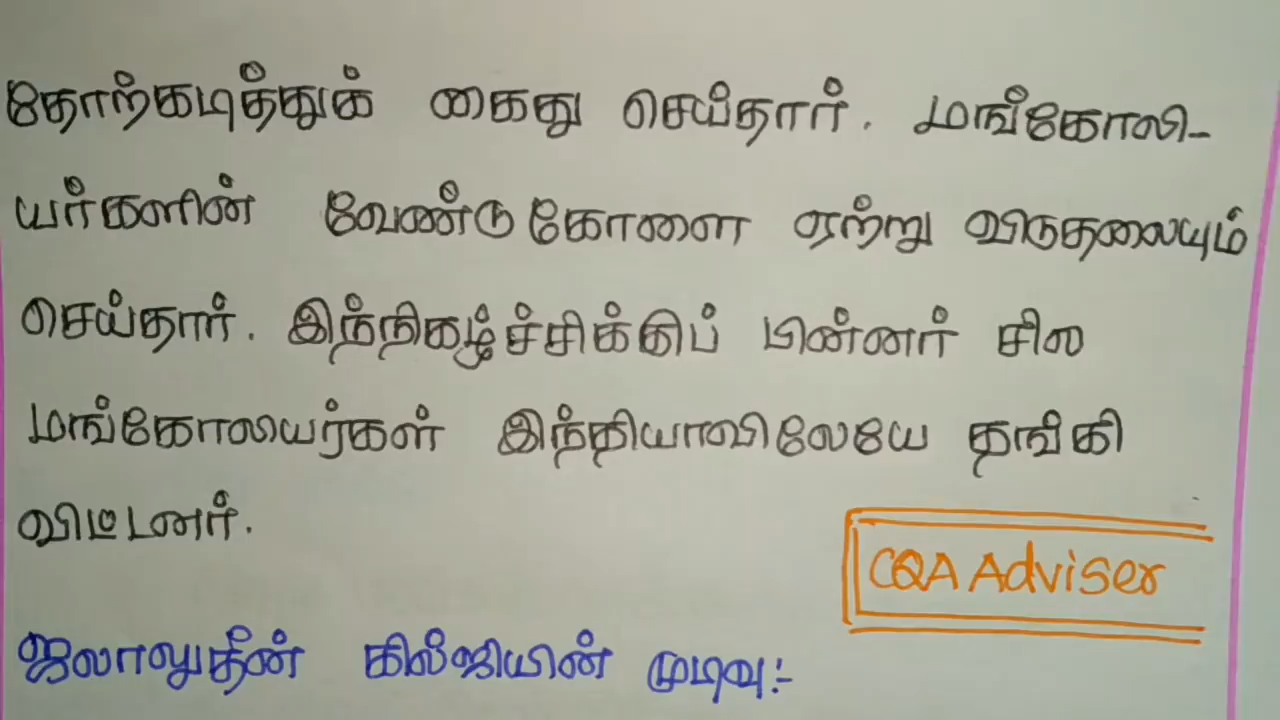 தோற்கடித்துக் கைது செய்தார். மங்கோலி-
யர்களின் வேண்டுகோளை ஏற்று விடுதலையும்
செய்தார். இந்நிகழ்ச்சிக்கிப் பின்னர் சில
மங்கோலியர்கள் இந்தியாவிலேயே தங்கி
விட்டனர்.
CQA Adviser
ஜலாலுதீன் கில்ஜியின் முடிவு:-